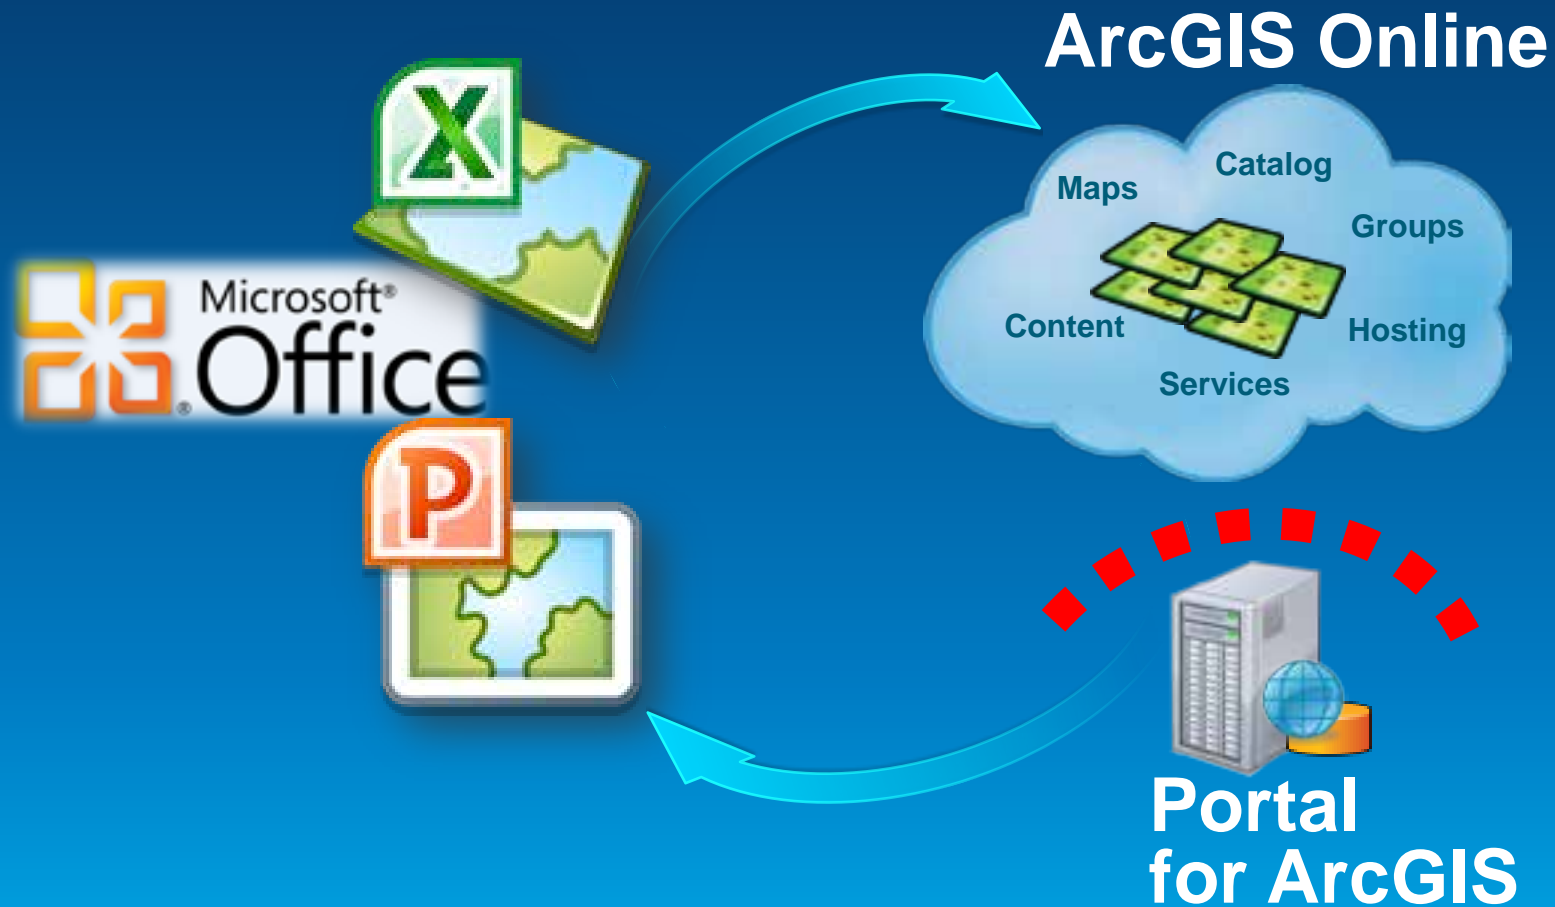 ArcGIS Online
X
Catalog
Maps
Groups
Microsoft®
Office
®
Content
Hosting
Services
P
Portal
for ArcGIS